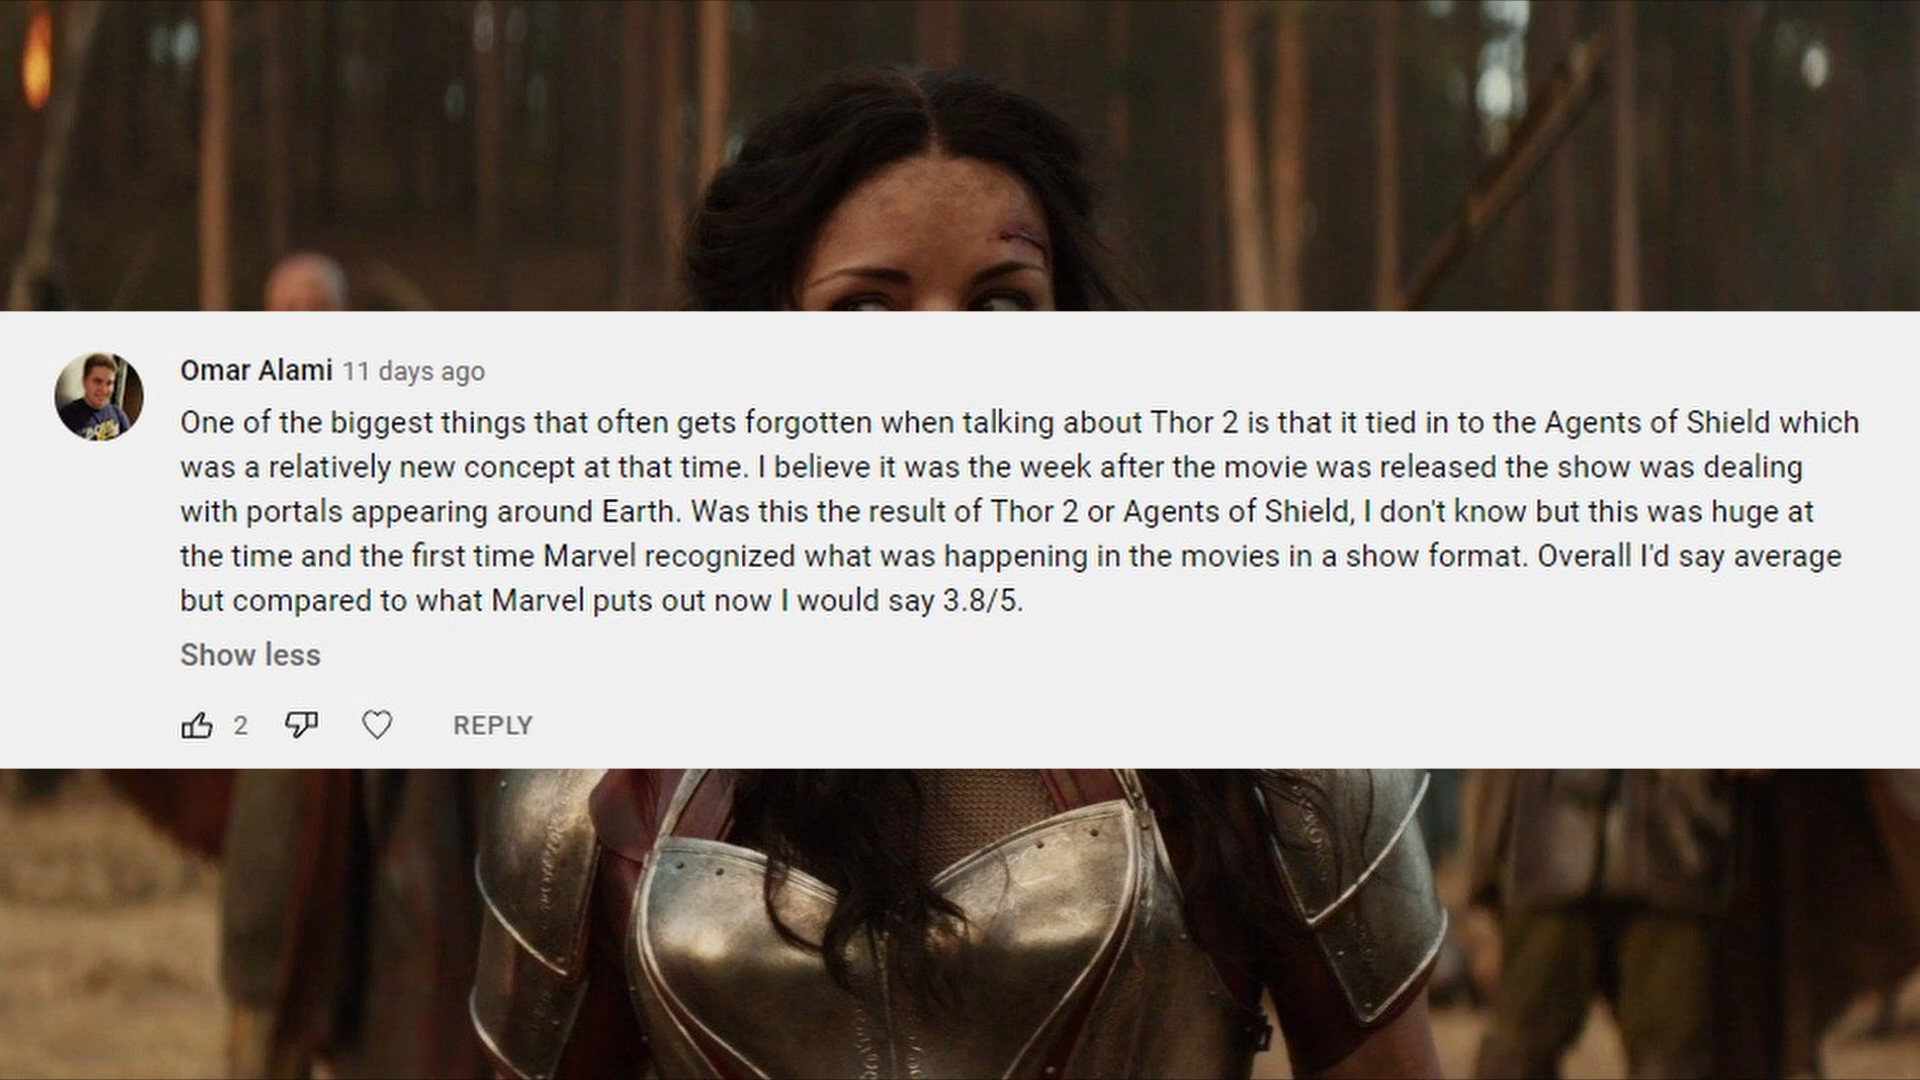 Omar Alami 11 days ago
One of the biggest things that often gets forgotten when talking about Thor 2 is that it tied in to the Agents of Shield which
was a relatively new concept at that time. I believe it was the week after the movie was released the show was dealing
with portals appearing around Earth. Was this the result of Thor 2 or Agents of Shield, I don't know but this was huge at
the time and the first time Marvel recognized what was happening in the movies in a show format. Overall I'd say average
but compared to what Marvel puts out now I would say 3.8/5.
Show less
2 REPLY